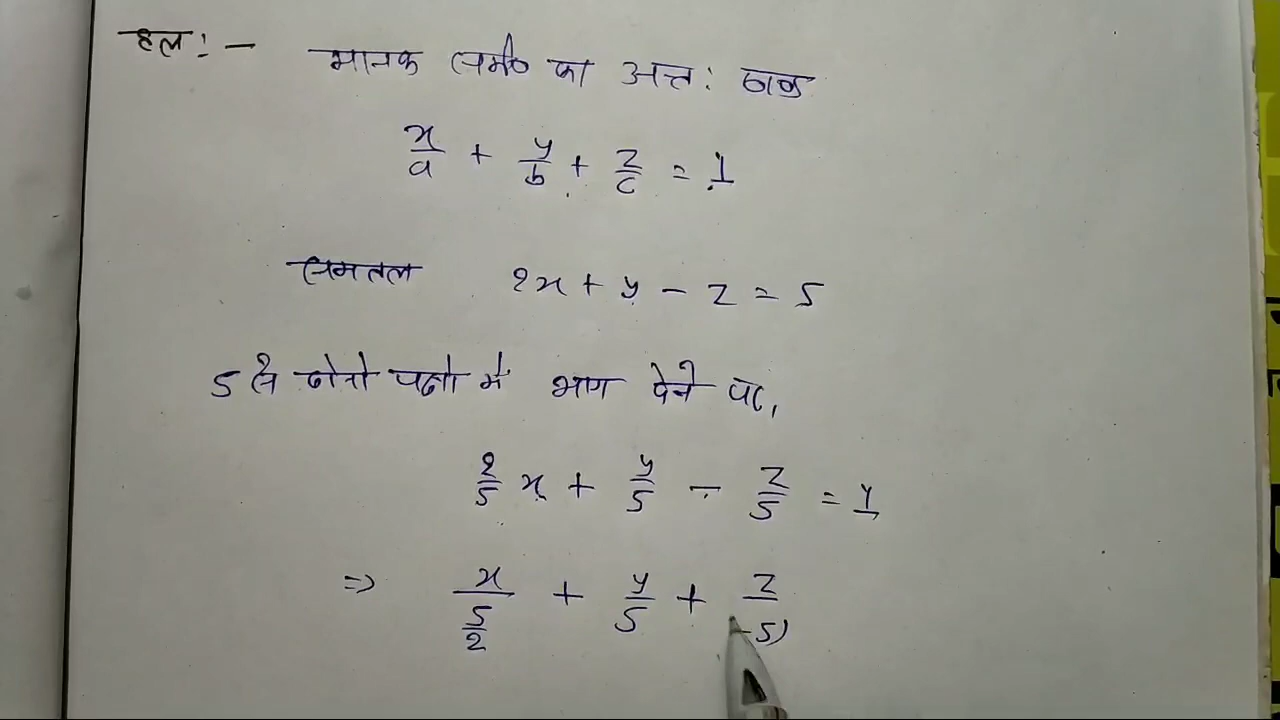 हल: -
मानक समी० का अन्त: खण्ड
x/a + y/b + z/c = 1
समतल 2x + y - z = 5
5 से दोनो पक्षो में भाग देने पर,
2/5 x + y/5 - z/5 = 1
=> x/(5/2) + y/5 + z/-5)